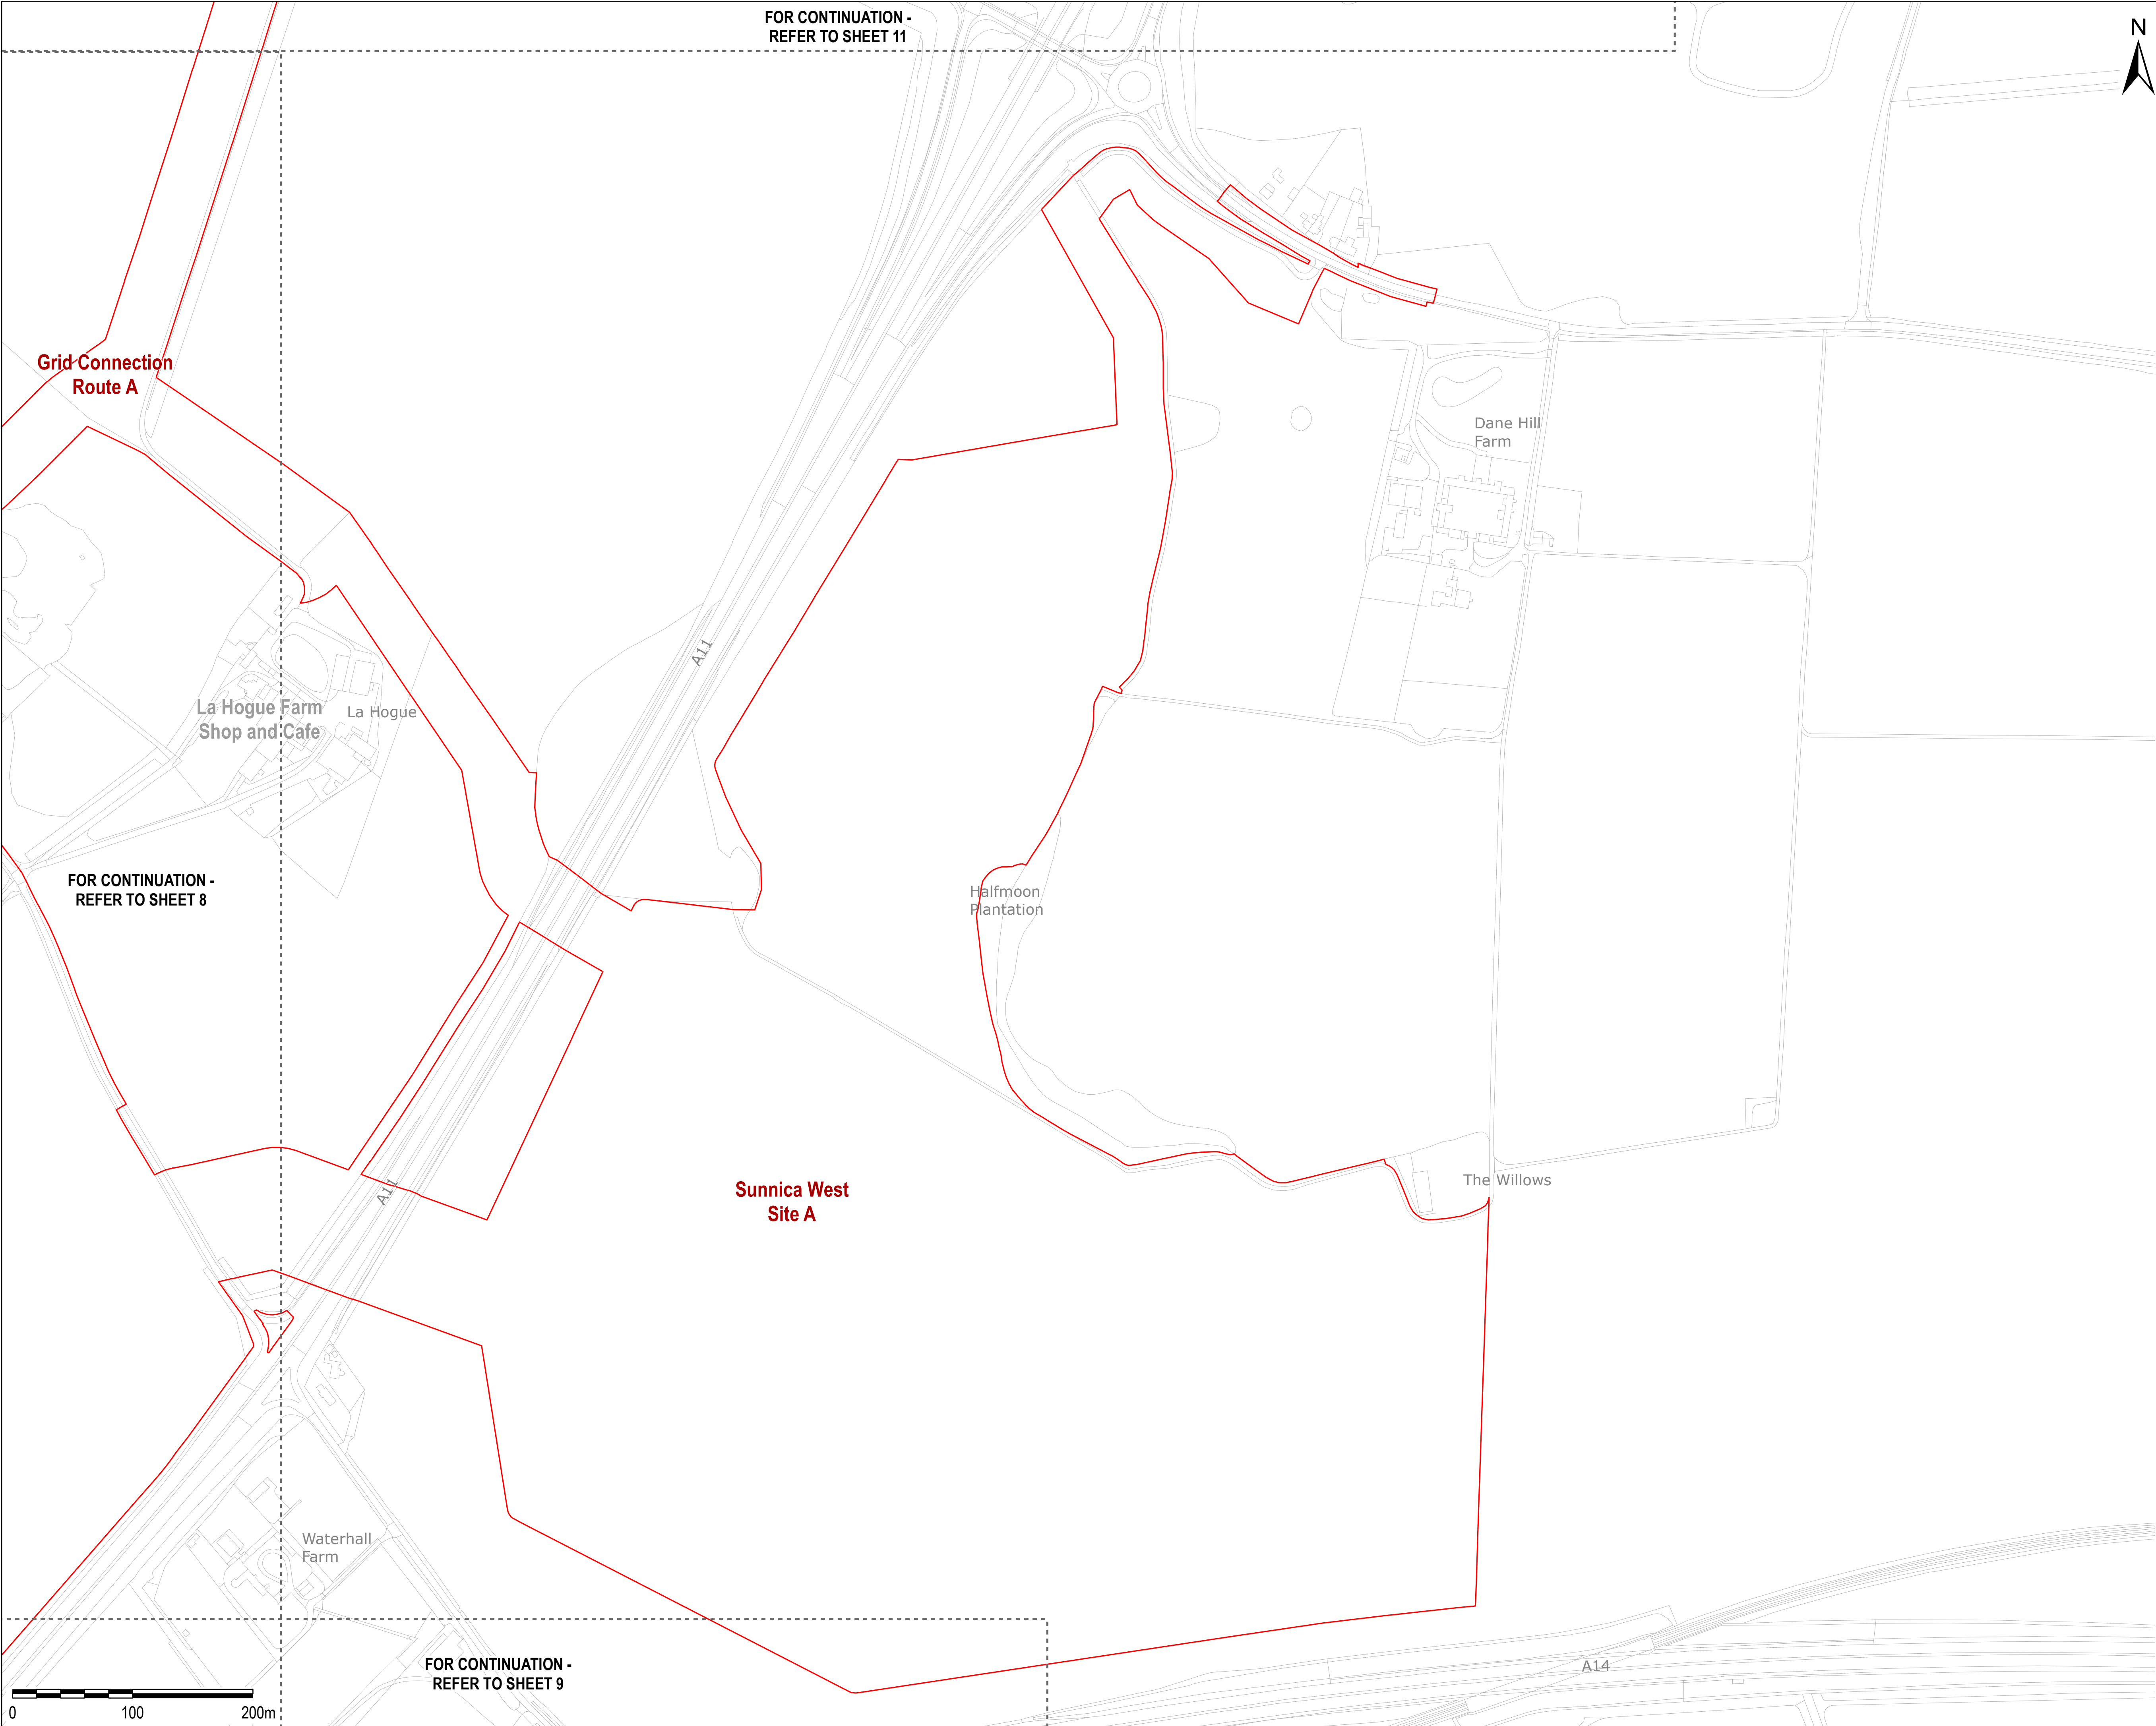 FOR CONTINUATION -
REFER TO SHEET 11
N
Grid Connection
Route A
Dane Hill
Farm
A11
La Hogue Farm
Shop and Cafe
La Hogue
FOR CONTINUATION -
REFER TO SHEET 8
Halfmoon
Plantation
The Willows
A11
Sunnica West
Site A
Waterhall
Farm
FOR CONTINUATION -
REFER TO SHEET 9
A14
0 100 200m